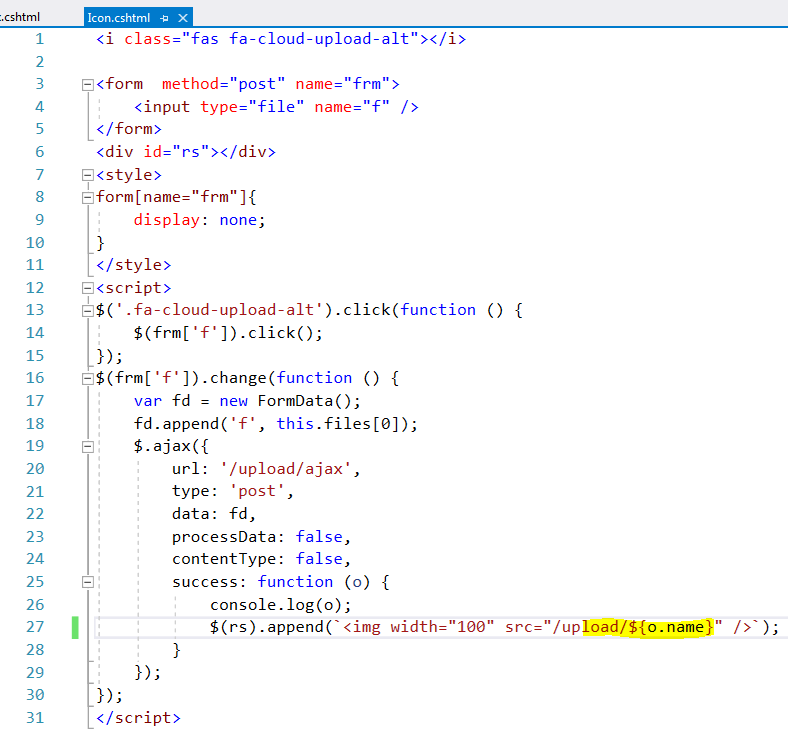 t.cshtml Icon.cshtml
1 <i class="fas fa-cloud-upload-alt"></i>
2
3 <form  method="post" name="frm">
4     <input type="file" name="f" />
5 </form>
6 <div id="rs"></div>
7 <style>
8 form[name="frm"]{
9     display: none;
10 }
11 </style>
12 <script>
13 $('.fa-cloud-upload-alt').click(function () {
14     $(frm['f']).click();
15 });
16 $(frm['f']).change(function () {
17     var fd = new FormData();
18     fd.append('f', this.files[0]);
19     $.ajax({
20         url: '/upload/ajax',
21         type: 'post',
22         data: fd,
23         processData: false,
24         contentType: false,
25         success: function (o) {
26             console.log(o);
27             $(rs).append(`<img width="100" src="/upload/${o.name}" />`);
28         }
29     });
30 });
31 </script>